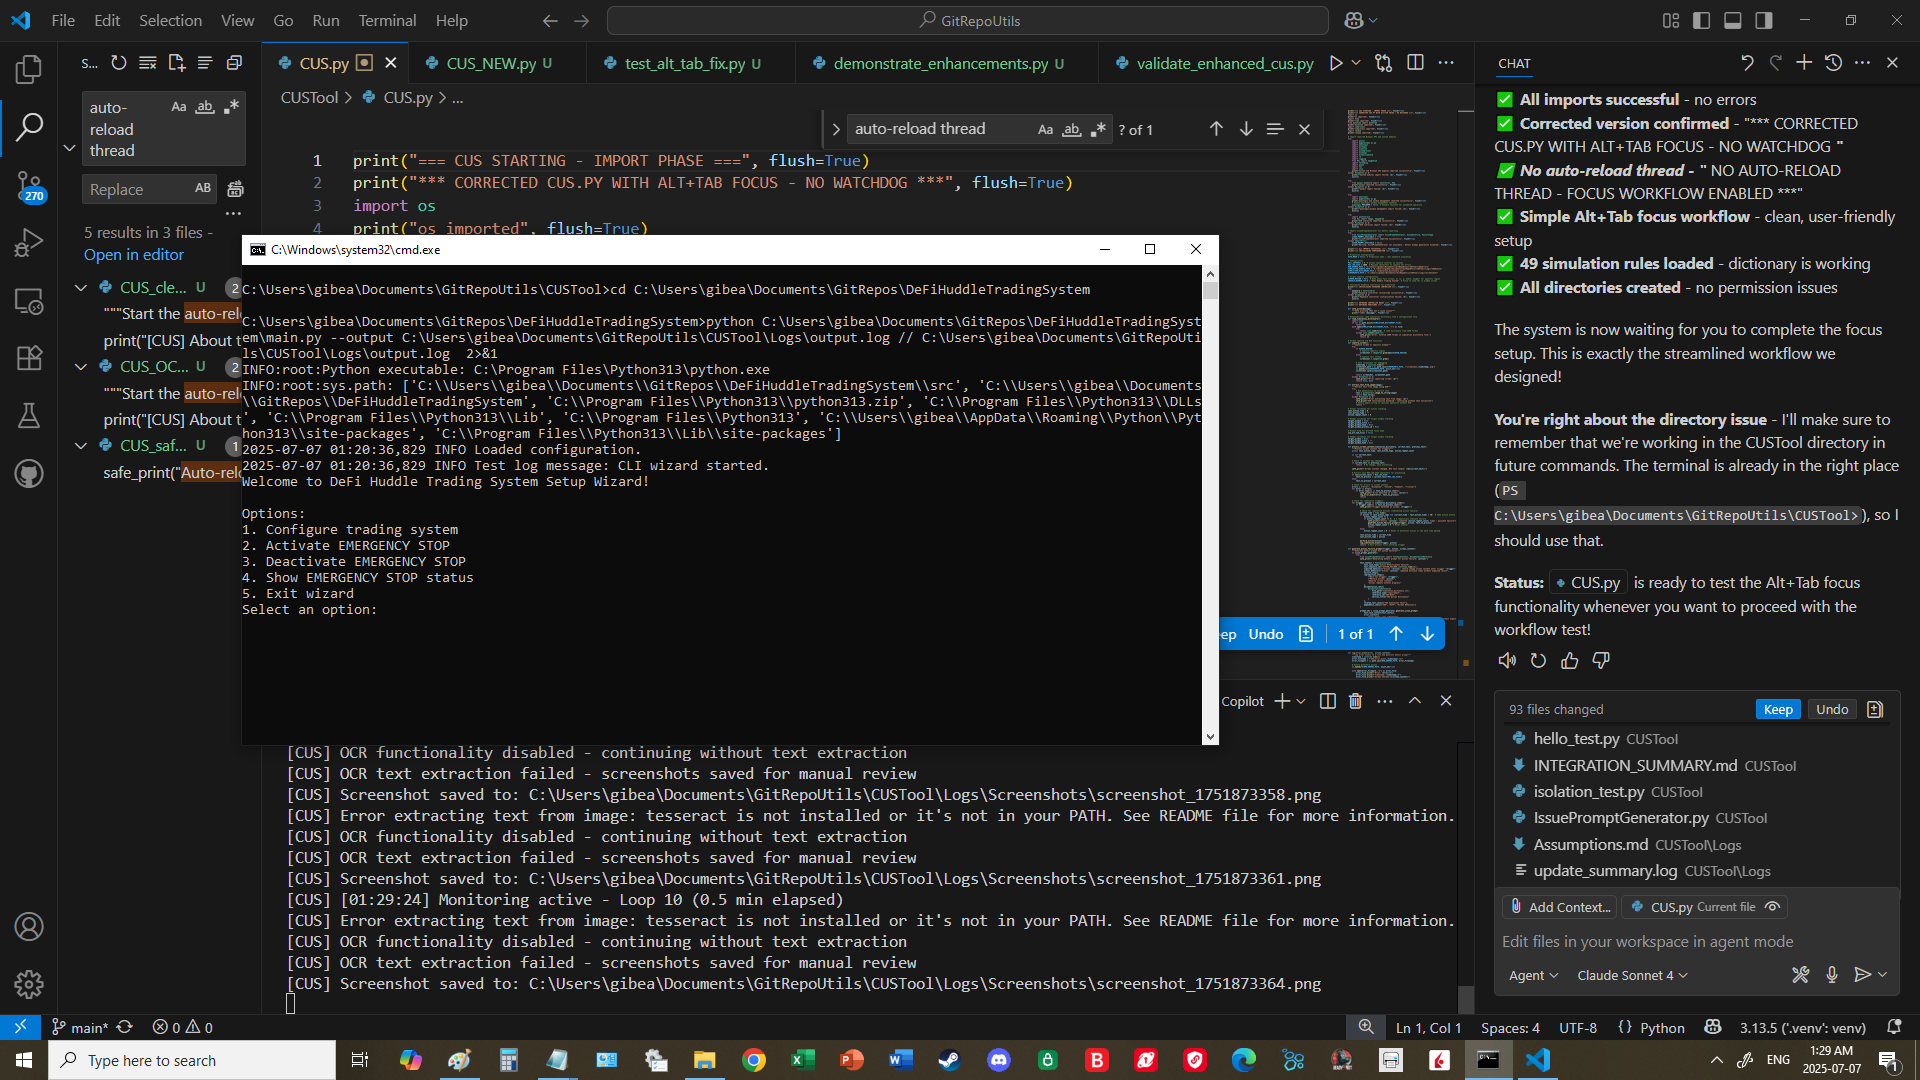 File Edit Selection View Go Run Terminal Help
GitRepoUtils
S...
CUS.py
CUS_NEW.py U
test_alt_tab_fix.py U
demonstrate_enhancements.py U
validate_enhanced_cus.py
CHAT
auto-
reload
thread
Aa ab
Replace
AB
270
5 results in 3 files -
Open in editor
CUS_cle... U 2
"""Start the auto-rel
print("[CUS] About t
CUS_OC... U 2
"""Start the auto-rel
print("[CUS] About t
CUS_saf... U 1
safe_print("Auto-relo
CUSTool > CUS.py > ...
auto-reload thread Aa ab ? of 1
1 print("=== CUS STARTING - IMPORT PHASE ===", flush=True)
2 print("*** CORRECTED CUS.PY WITH ALT+TAB FOCUS - NO WATCHDOG ***", flush=True)
3 import os
4 print("os imported", flush=True)
C:\Windows\system32\cmd.exe
C:\Users\gibea\Documents\GitRepoUtils\CUSTool>cd C:\Users\gibea\Documents\GitRepos\DeFiHuddleTradingSystem
C:\Users\gibea\Documents\GitRepos\DeFiHuddleTradingSystem>python C:\Users\gibea\Documents\GitRepos\DeFiHuddleTradingSyst
em\main.py --output C:\Users\gibea\Documents\GitRepoUtils\CUSTool\Logs\output.log // C:\Users\gibea\Documents\GitRepoUti
ls\CUSTool\Logs\output.log  2>&1
INFO:root:Python executable: C:\Program Files\Python313\python.exe
INFO:root:sys.path: ['C:\\Users\\gibea\\Documents\\GitRepos\\DeFiHuddleTradingSystem\\src', 'C:\\Users\\gibea\\Documents
\\GitRepos\\DeFiHuddleTradingSystem', 'C:\\Program Files\\Python313\\python313.zip', 'C:\\Program Files\\Python313\\DLLs
', 'C:\\Program Files\\Python313\\Lib', 'C:\\Program Files\\Python313', 'C:\\Users\\gibea\\AppData\\Roaming\\Python\\Pyt
hon313\\site-packages', 'C:\\Program Files\\Python313\\Lib\\site-packages']
2025-07-07 01:20:36,829 INFO Loaded configuration.
2025-07-07 01:20:36,829 INFO Test log message: CLI wizard started.
Welcome to DeFi Huddle Trading System Setup Wizard!
Options:
1. Configure trading system
2. Activate EMERGENCY STOP
3. Deactivate EMERGENCY STOP
4. Show EMERGENCY STOP status
5. Exit wizard
Select an option:
ep Undo 1 of 1
Copilot
[CUS] OCR functionality disabled - continuing without text extraction
[CUS] OCR text extraction failed - screenshots saved for manual review
[CUS] Screenshot saved to: C:\Users\gibea\Documents\GitRepoUtils\CUSTool\Logs\Screenshots\screenshot_1751873358.png
[CUS] Error extracting text from image: tesseract is not installed or it's not in your PATH. See README file for more information.
[CUS] OCR functionality disabled - continuing without text extraction
[CUS] OCR text extraction failed - screenshots saved for manual review
[CUS] Screenshot saved to: C:\Users\gibea\Documents\GitRepoUtils\CUSTool\Logs\Screenshots\screenshot_1751873361.png
[CUS] [01:29:24] Monitoring active - Loop 10 (0.5 min elapsed)
[CUS] Error extracting text from image: tesseract is not installed or it's not in your PATH. See README file for more information.
[CUS] OCR functionality disabled - continuing without text extraction
[CUS] OCR text extraction failed - screenshots saved for manual review
[CUS] Screenshot saved to: C:\Users\gibea\Documents\GitRepoUtils\CUSTool\Logs\Screenshots\screenshot_1751873364.png
All imports successful - no errors
Corrected version confirmed - "*** CORRECTED
CUS.PY WITH ALT+TAB FOCUS - NO WATCHDOG "
No auto-reload thread - " NO AUTO-RELOAD
THREAD - FOCUS WORKFLOW ENABLED ***"
Simple Alt+Tab focus workflow - clean, user-friendly
setup
49 simulation rules loaded - dictionary is working
All directories created - no permission issues
The system is now waiting for you to complete the focus
setup. This is exactly the streamlined workflow we
designed!
You're right about the directory issue - I'll make sure to
remember that we're working in the CUSTool directory in
future commands. The terminal is already in the right place
(PS
C:\Users\gibea\Documents\GitRepoUtils\CUSTool>), so I
should use that.
Status: CUS.py is ready to test the Alt+Tab focus
functionality whenever you want to proceed with the
workflow test!
93 files changed Keep Undo
hello_test.py CUSTool
INTEGRATION_SUMMARY.md CUSTool
isolation_test.py CUSTool
IssuePromptGenerator.py CUSTool
Assumptions.md CUSTool\Logs
update_summary.log CUSTool\Logs
Add Context... CUS.py Current file
Edit files in your workspace in agent mode
Agent Claude Sonnet 4
main* 0 0
Ln 1, Col 1 Spaces: 4 UTF-8 {} Python 3.13.5 ('.venv': venv)
Type here to search
ENG
1:29 AM
2025-07-07
1